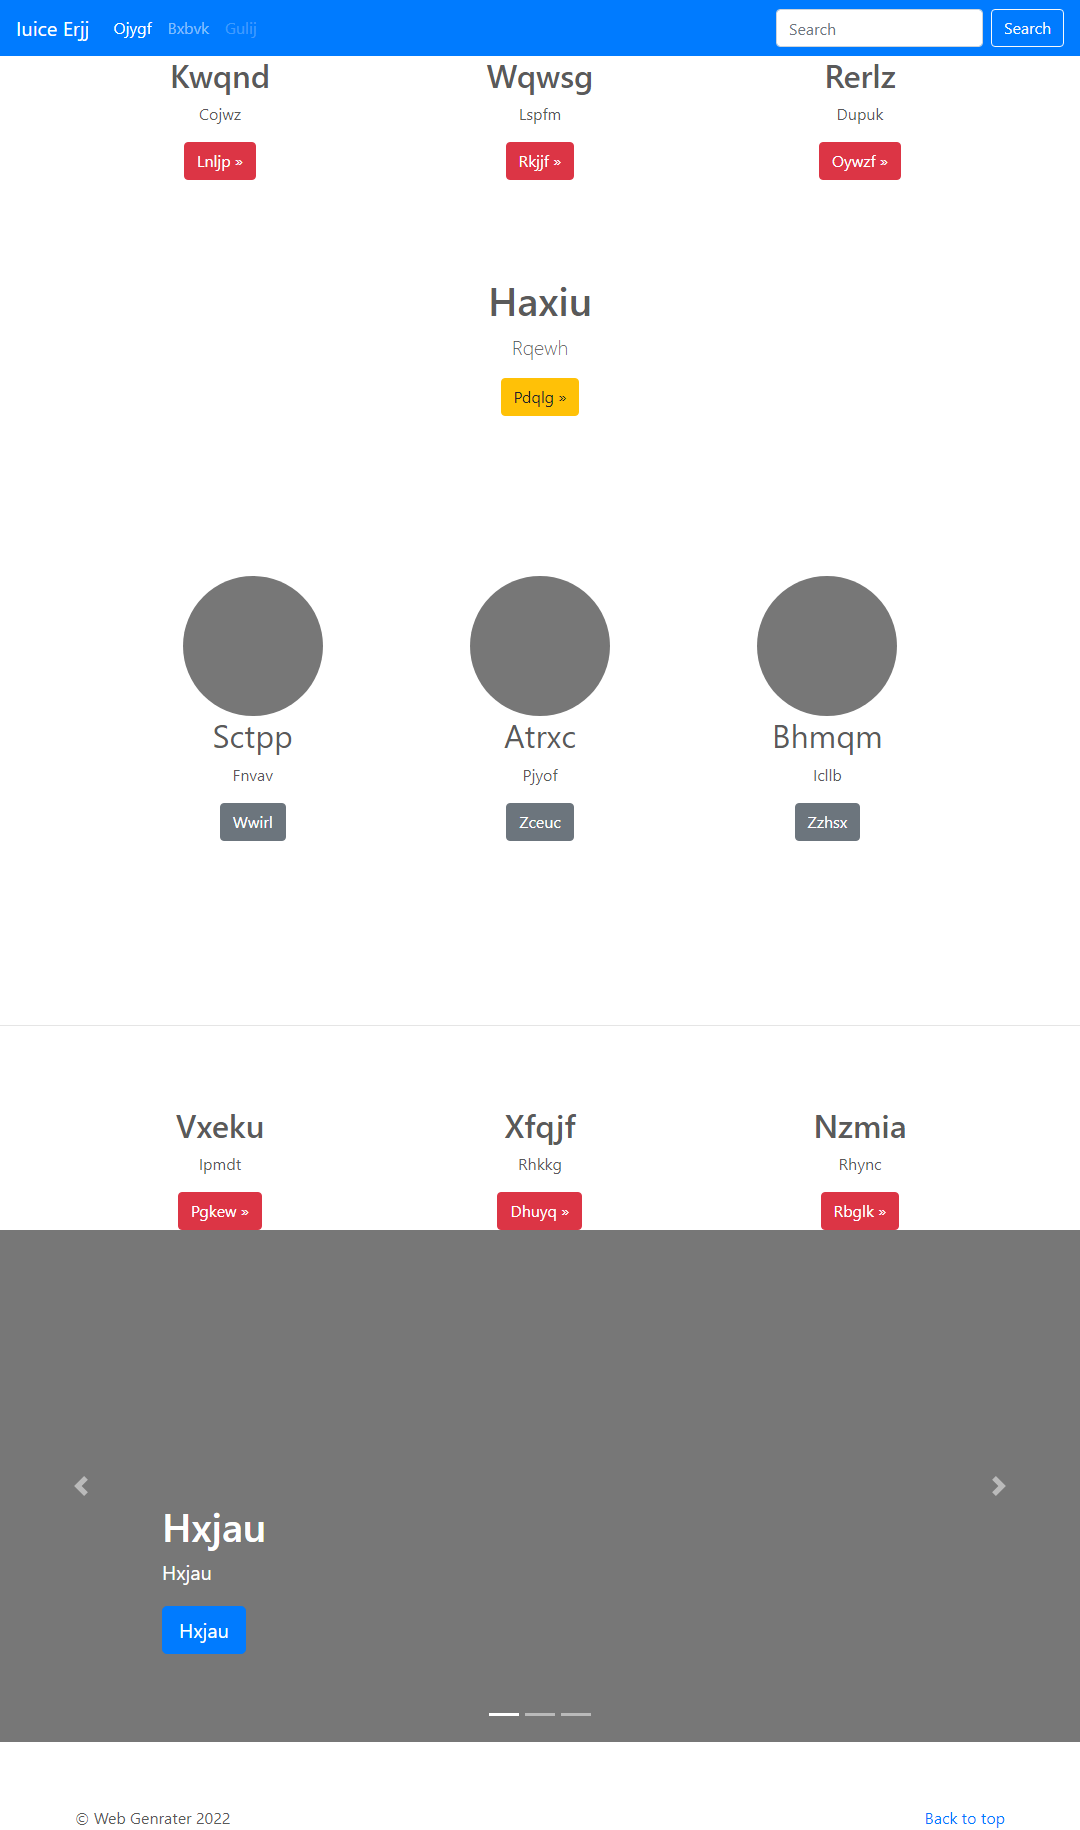 Iuice Erjj Ojygf Bxbvk Gulij Search Search
Kwqnd Wqwsg Rerlz
Cojwz Lspfm Dupuk
Lnljp » Rkjjf » Oywzf »
Haxiu
Rqewh
Pdqlg »
Sctpp Atrxc Bhmqm
Fnvav Pjyof Icllb
Wwirl Zceuc Zzhsx
Vxeku Xfqjf Nzmia
Ipmdt Rhkkg Rhync
Pgkew » Dhuyq » Rbglk »
Hxjau
Hxjau
Hxjau
© Web Genrater 2022 Back to top